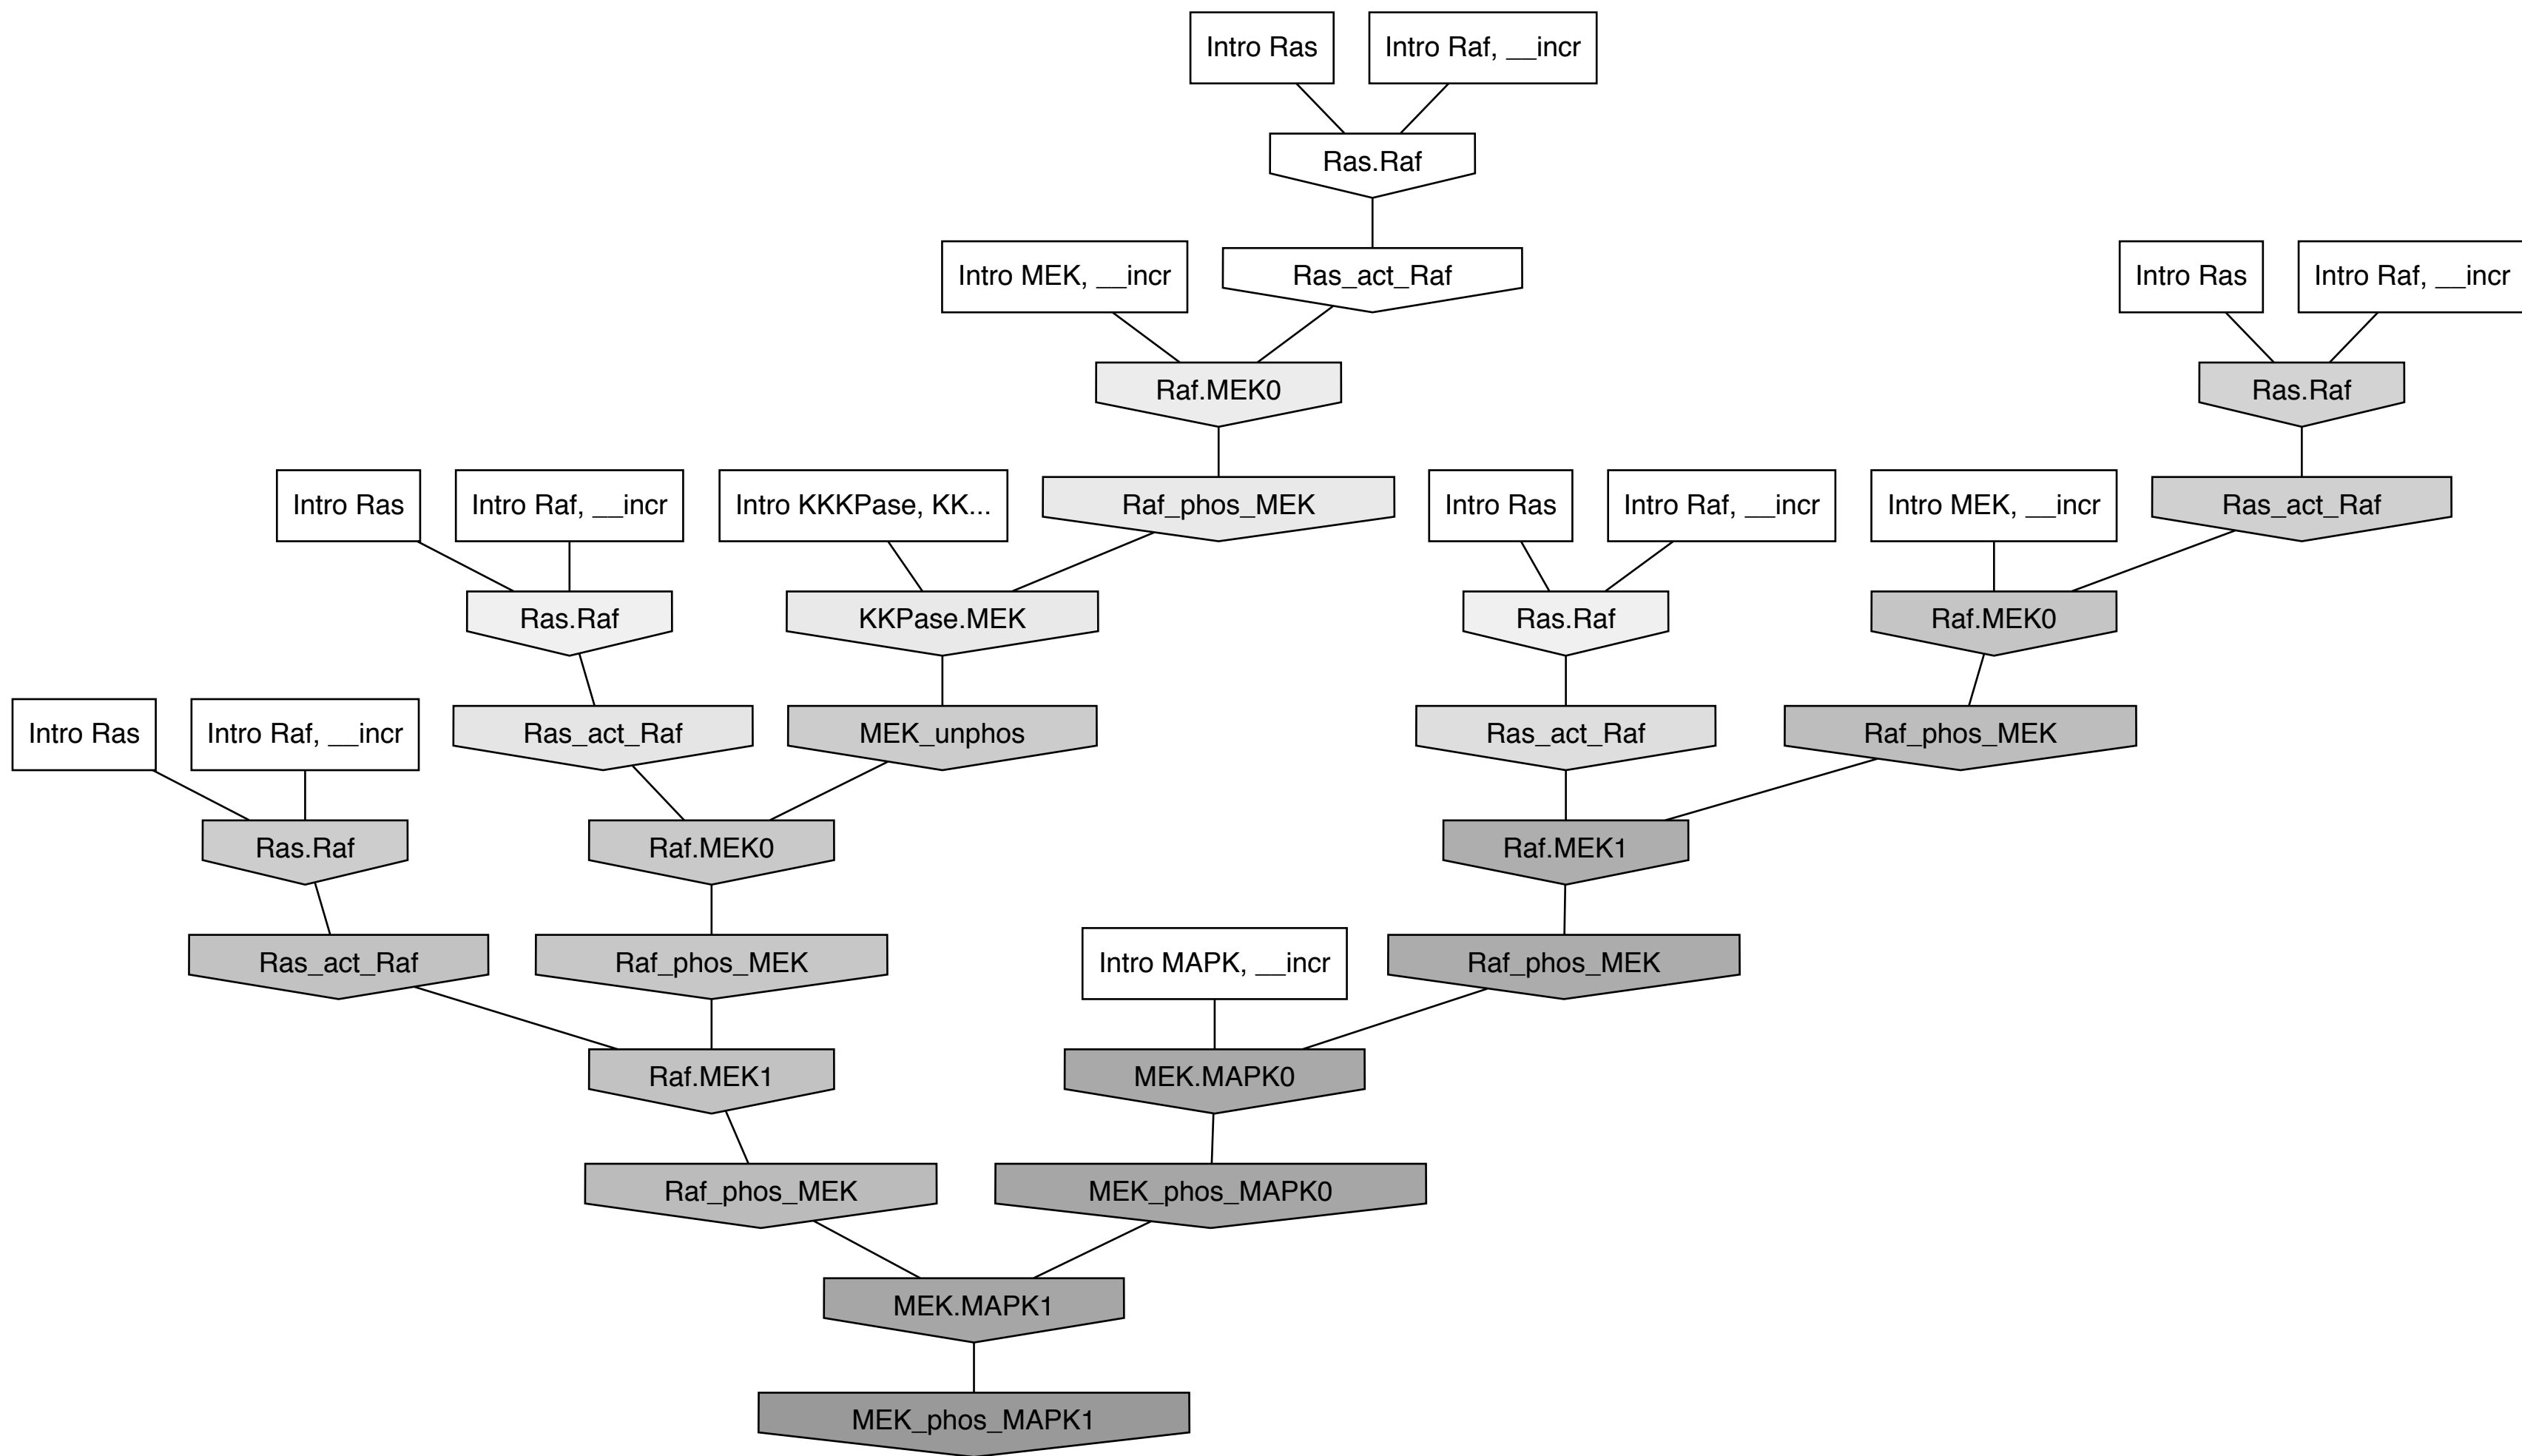 Intro Ras
Intro Raf, __incr
Ras.Raf
Intro MEK, __incr
Ras_act_Raf
Intro Ras
Intro Raf, __incr
Raf.MEK0
Ras.Raf
Intro Ras
Intro Raf, __incr
Intro KKKPase, KK...
Raf_phos_MEK
Intro Ras
Intro Raf, __incr
Intro MEK, __incr
Ras_act_Raf
Ras.Raf
KKPase.MEK
Ras.Raf
Raf.MEK0
Intro Ras
Intro Raf, __incr
Ras_act_Raf
MEK_unphos
Ras_act_Raf
Raf_phos_MEK
Ras.Raf
Raf.MEK0
Raf.MEK1
Ras_act_Raf
Raf_phos_MEK
Intro MAPK, __incr
Raf_phos_MEK
Raf.MEK1
MEK.MAPK0
Raf_phos_MEK
MEK_phos_MAPK0
MEK.MAPK1
MEK_phos_MAPK1